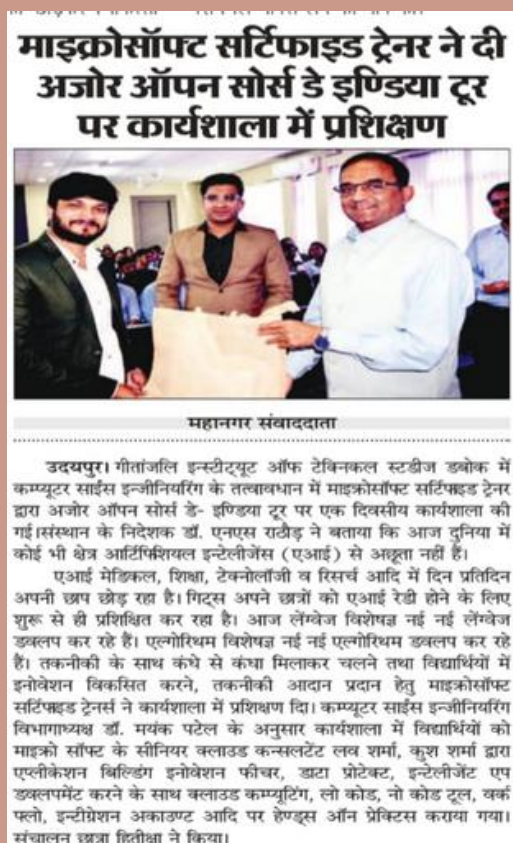 माइक्रोसॉफ्ट सर्टिफाइड ट्रेनर ने दी
अजोर ऑपन सोर्स डे इण्डिया टूर
पर कार्यशाला में प्रशिक्षण
महानगर संवाददाता
उदयपुर। गीतांजलि इन्स्टीट्यूट ऑफ टेक्निकल स्टडीज डबोक में
कम्प्यूटर साईंस इन्जीनियरिंग के तत्वावधान में माइक्रोसॉफ्ट सर्टिफाइड ट्रेनर
द्वारा अजोर ऑपन सोर्स डे- इण्डिया टूर पर एक दिवसीय कार्यशाला की
गई।संस्थान के निदेशक डॉ. एनएस राठौड़ ने बताया कि आज दुनिया में
कोई भी क्षेत्र आर्टिफिशियल इन्टेलीजेंस (एआई) से अछूता नहीं हैं।
एआई मेडिकल, शिक्षा, टेक्नोलॉजी व रिसर्च आदि में दिन प्रतिदिन
अपनी छाप छोड़ रहा है। गिट्स अपने छात्रों को एआई रेडी होने के लिए
शुरू से ही प्रशिक्षित कर रहा है। आज लेंग्वेज विशेषज्ञ नई नई लेंग्वेज
डवलप कर रहे हैं। एल्गोरिथम विशेषज्ञ नई नई एल्गोरिथम डवलप कर रहे
हैं। तकनीकी के साथ कंधे से कंधा मिलाकर चलने तथा विद्यार्थियों में
इनोवेशन विकसित करने, तकनीकी आदान प्रदान हेतु माइक्रोसॉफ्ट
सर्टिफाइड ट्रेनर्स ने कार्यशाला में प्रशिक्षण दिा। कम्प्यूटर साईंस इन्जीनियरिंग
विभागाध्यक्ष डॉ. मयंक पटेल के अनुसार कार्यशाला में विद्यार्थियों को
माइक्रो सॉफ्ट के सीनियर क्लाउड कन्सलटेंट लव शर्मा, कुश शर्मा द्वारा
एप्लीकेशन बिल्डिंग इनोवेशन फीचर, डाटा प्रोटेक्ट, इन्टेलीजेंट एप
डवलपमेंट करने के साथ क्लाउड कम्प्यूटिंग, लो कोड, नो कोड टूल, वर्क
फ्लो, इन्टीग्रेशन अकाउण्ट आदि पर हेण्ड्स ऑन प्रेक्टिस कराया गया।
संचालन छात्रा हितीक्षा ने किया।